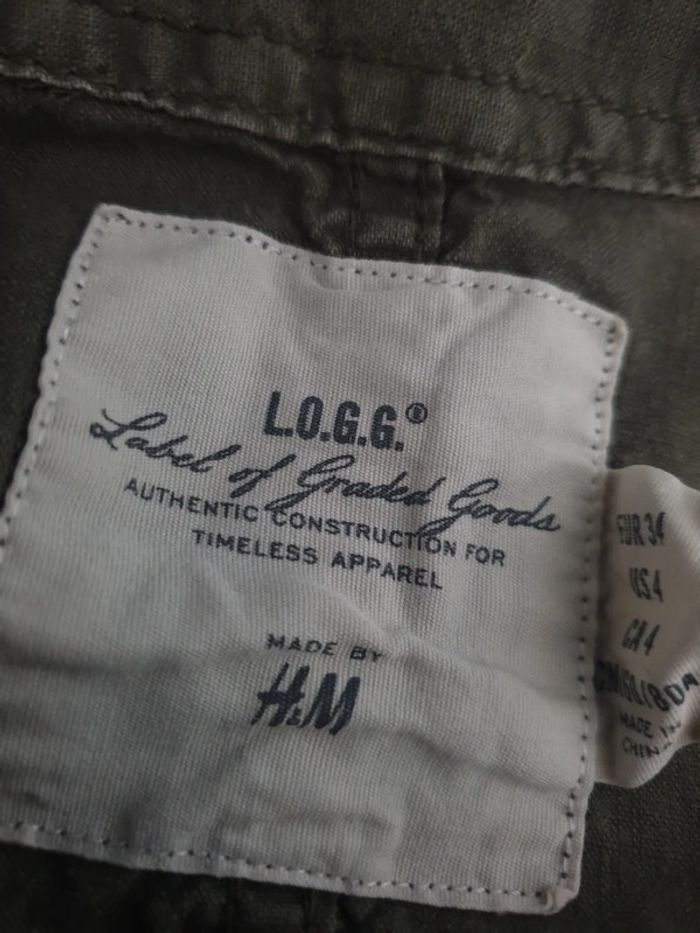 L.O.G.G.®
Label of Graded Goods
AUTHENTIC CONSTRUCTION FOR
TIMELESS APPAREL
MADE BY
H&M
EUR 34
US 4
CA 4
MADE IN
CHINA